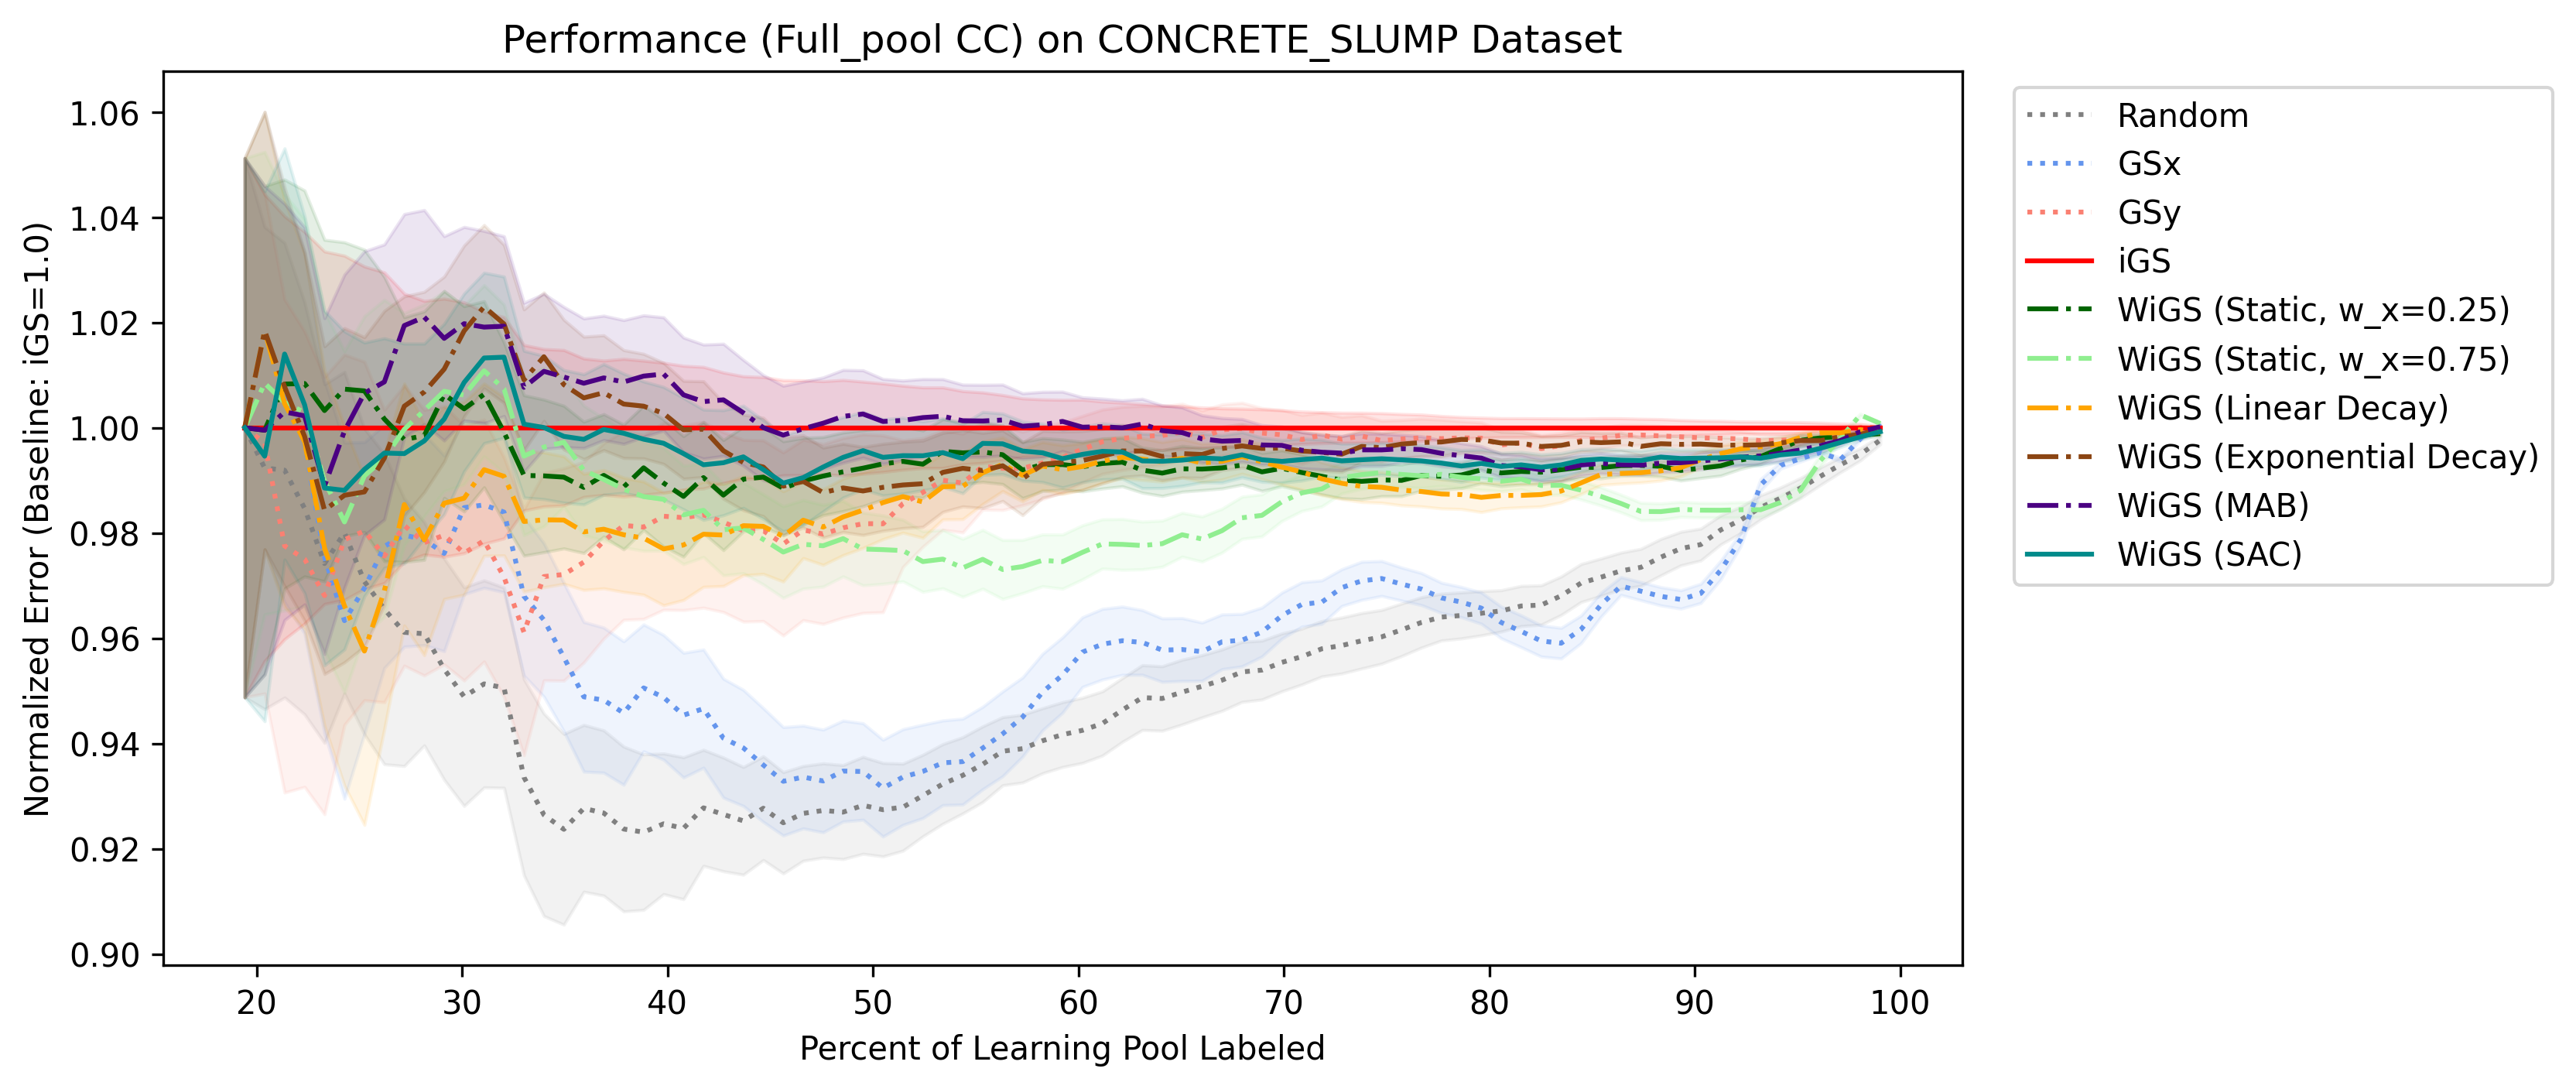 Performance (Full_pool CC) on CONCRETE_SLUMP Dataset
Normalized Error (Baseline: iGS=1.0)
1.06
1.04
1.02
1.00
0.98
0.96
0.94
0.92
0.90
20 30 40 50 60 70 80 90 100
Percent of Learning Pool Labeled
Random
GSx
GSy
iGS
WiGS (Static, w_x=0.25)
WiGS (Static, w_x=0.75)
WiGS (Linear Decay)
WiGS (Exponential Decay)
WiGS (MAB)
WiGS (SAC)